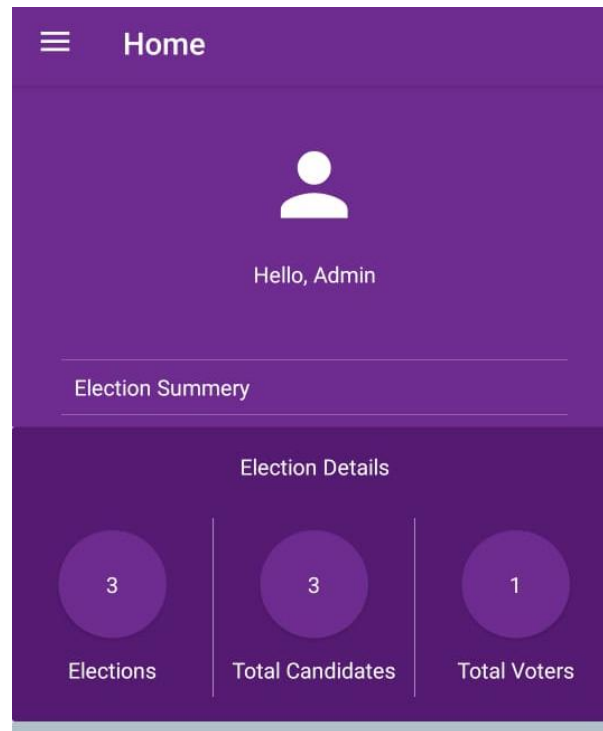 Home
Hello, Admin
Election Summery
Election Details
3 3 1
Elections Total Candidates Total Voters